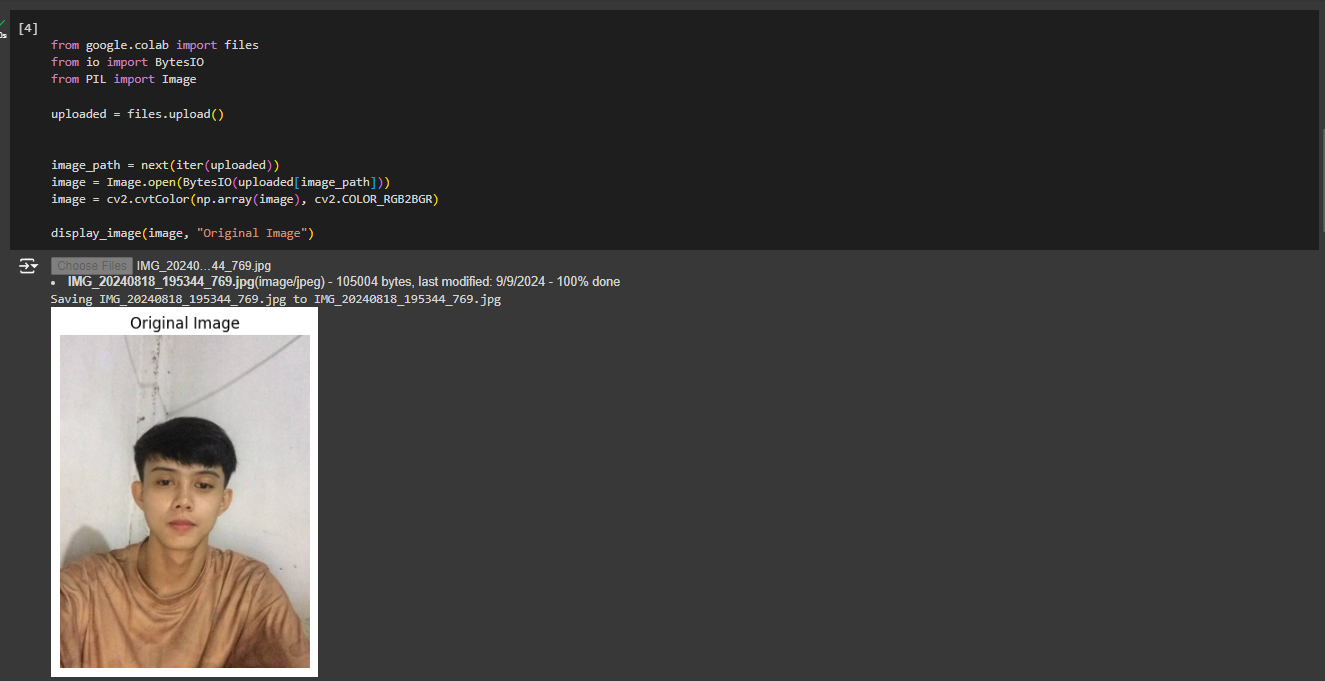 [4]
from google.colab import files
from io import BytesIO
from PIL import Image
uploaded = files.upload()
image_path = next(iter(uploaded))
image = Image.open(BytesIO(uploaded[image_path]))
image = cv2.cvtColor(np.array(image), cv2.COLOR_RGB2BGR)
display_image(image, "Original Image")
Choose Files IMG_20240...44_769.jpg
• IMG_20240818_195344_769.jpg(image/jpeg) - 105004 bytes, last modified: 9/9/2024 - 100% done
Saving IMG_20240818_195344_769.jpg to IMG_20240818_195344_769.jpg
Original Image